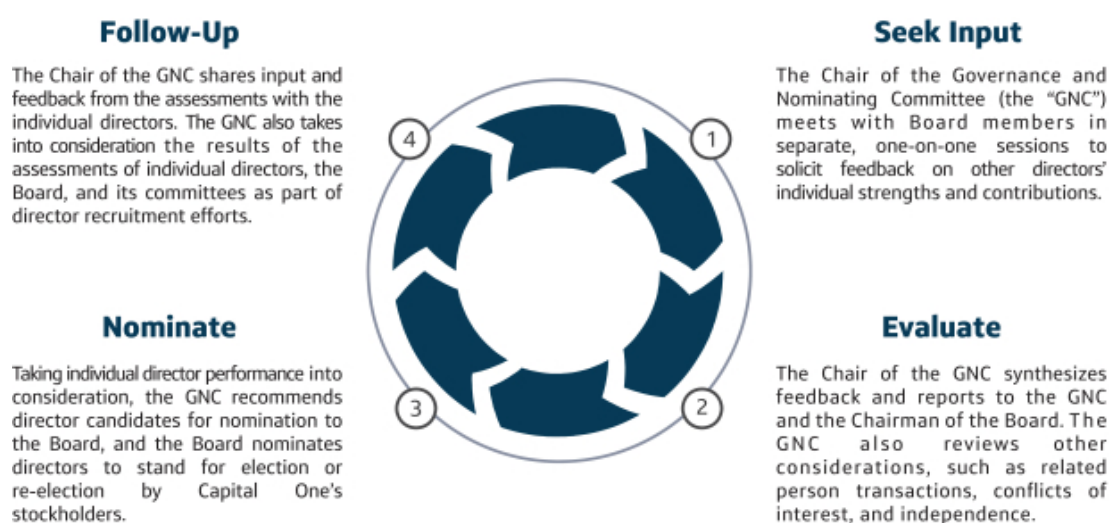 Follow-Up
The Chair of the GNC shares input and
feedback from the assessments with the
individual directors. The GNC also takes
into consideration the results of the
assessments of individual directors, the
Board, and its committees as part of
director recruitment efforts.
Seek Input
The Chair of the Governance and
Nominating Committee (the “GNC”)
meets with Board members in
separate, one-on-one sessions to
solicit feedback on other directors’
individual strengths and contributions.
4
1
Nominate
Taking individual director performance into
consideration, the GNC recommends
director candidates for nomination to
the Board, and the Board nominates
directors to stand for election or
re-election by Capital One’s
stockholders.
Evaluate
The Chair of the GNC synthesizes
feedback and reports to the GNC
and the Chairman of the Board. The
GNC also reviews other
considerations, such as related
person transactions, conflicts of
interest, and independence.
3
2